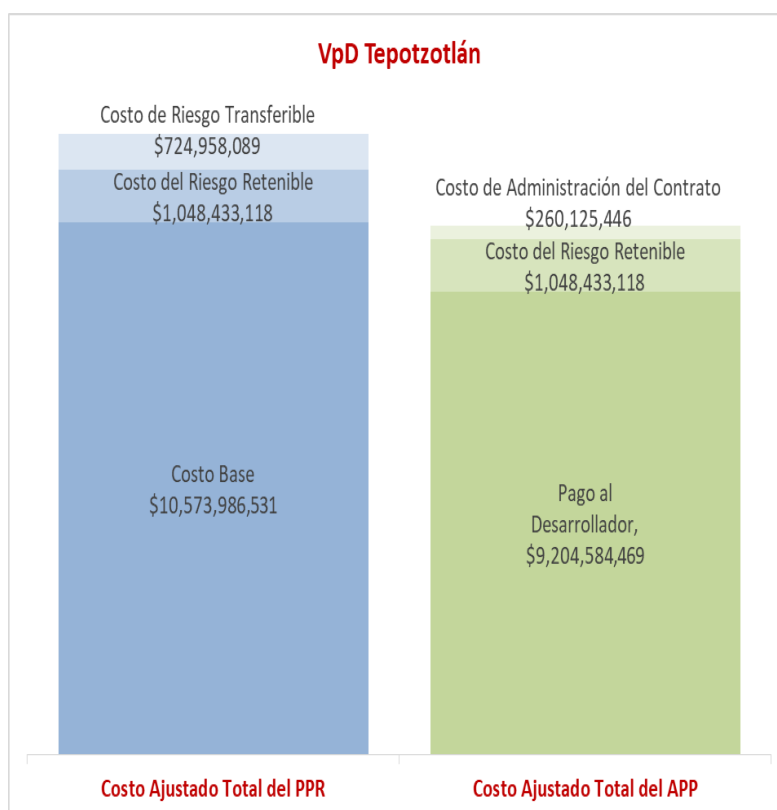 VpD Tepotzotlán
Costo de Riesgo Transferible
$724,958,089
Costo del Riesgo Retenible
$1,048,433,118
Costo Base
$10,573,986,531
Costo de Administración del Contrato
$260,125,446
Costo del Riesgo Retenible
$1,048,433,118
Pago al
Desarrollador,
$9,204,584,469
Costo Ajustado Total del PPR
Costo Ajustado Total del APP